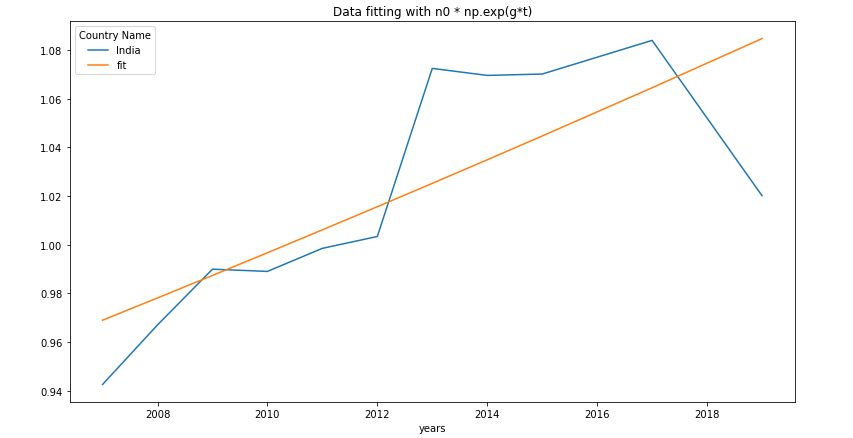 Data fitting with n0 * np.exp(g*t)
Country Name
India
fit
1.08
1.06
1.04
1.02
1.00
0.98
0.96
0.94
2008 2010 2012 2014 2016 2018
years